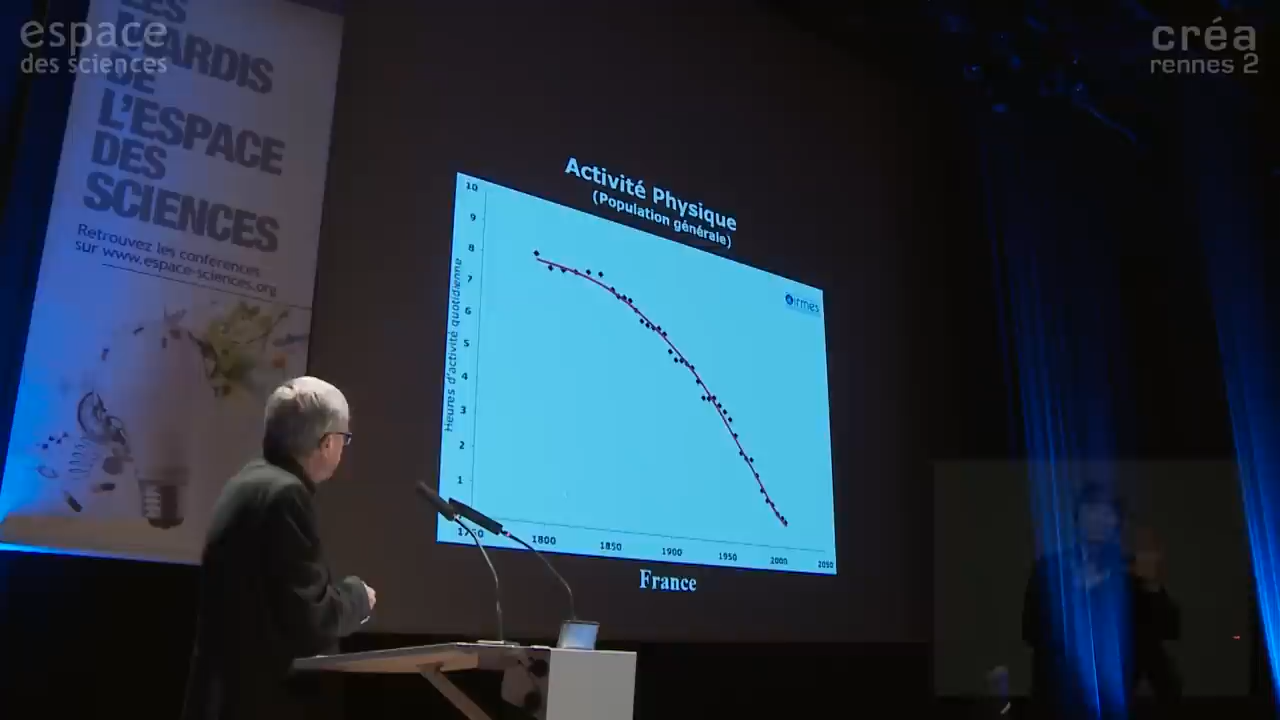 espace
des sciences
LES
MARDIS
DE
L'ESPACE
DES
SCIENCES
Retrouvez les conférences
sur www.espace-sciences.org
créa
rennes 2
Activité Physique
(Population générale)
irmes
Heures d'activité quotidienne
10
9
8
7
6
5
4
3
2
1
1750
1800
1850
1900
1950
2000
2050
France